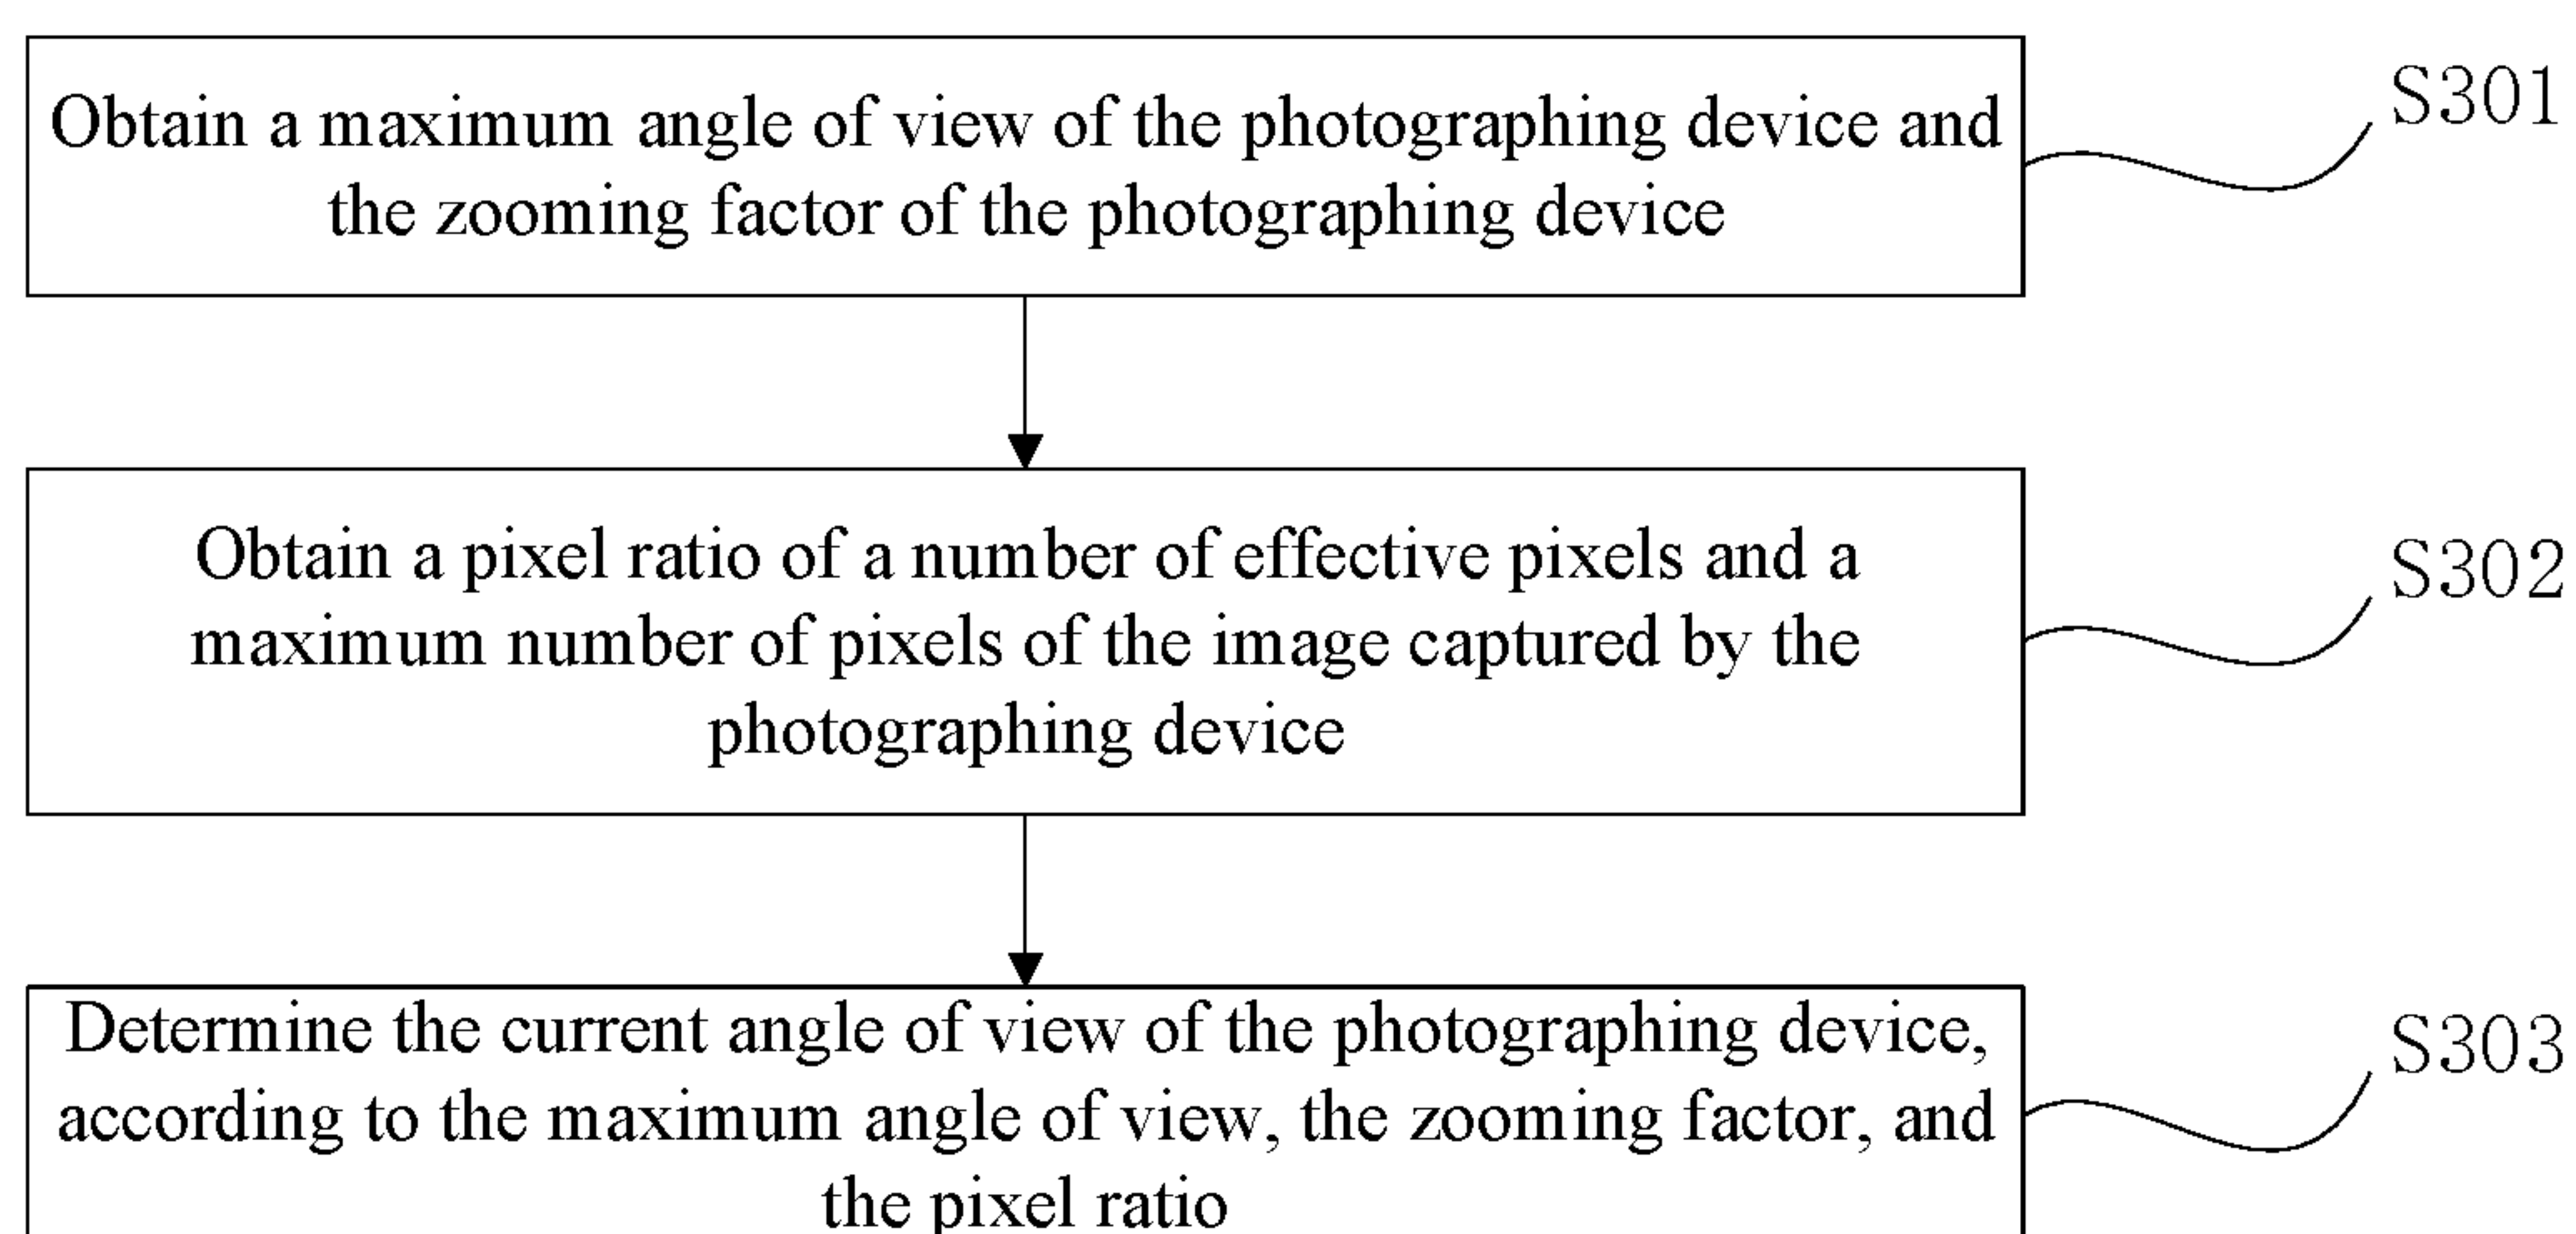 Obtain a maximum angle of view of the photographing device and
the zooming factor of the photographing device
S301
Obtain a pixel ratio of a number of effective pixels and a
maximum number of pixels of the image captured by the
photographing device
S302
Determine the current angle of view of the photographing device,
according to the maximum angle of view, the zooming factor, and
the pixel ratio
S303